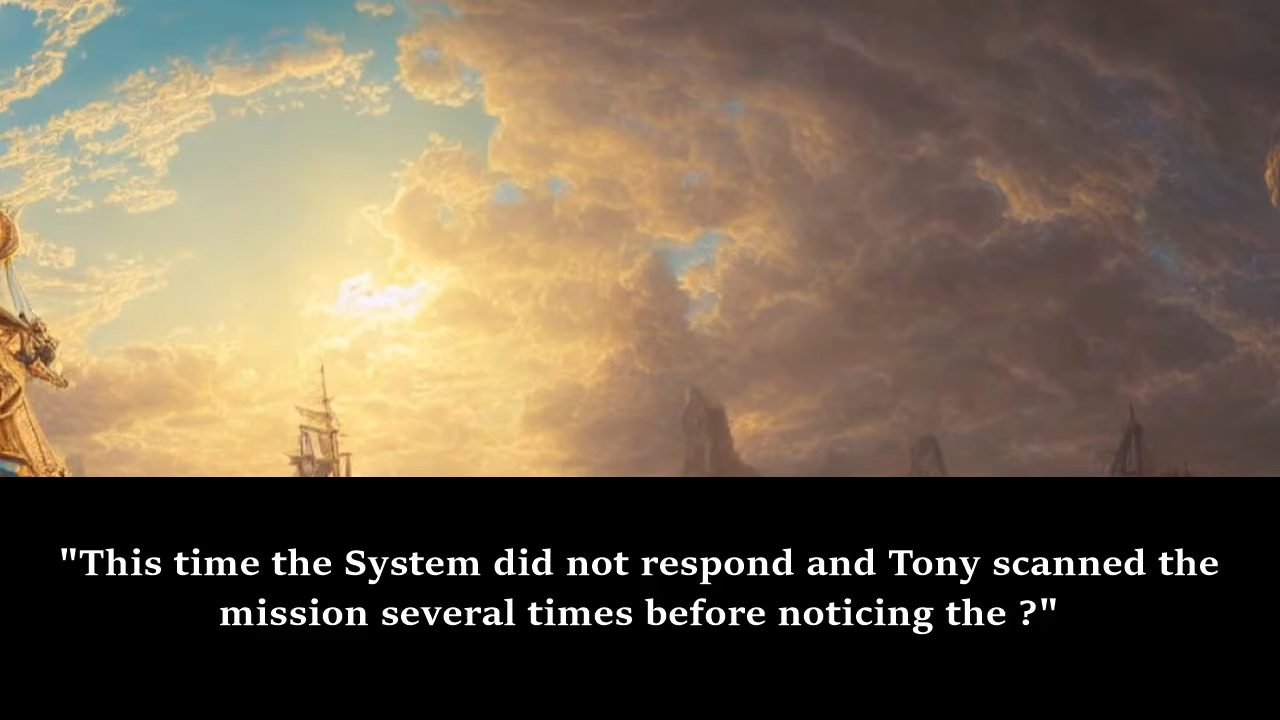 "This time the System did not respond and Tony scanned the
mission several times before noticing the ?"